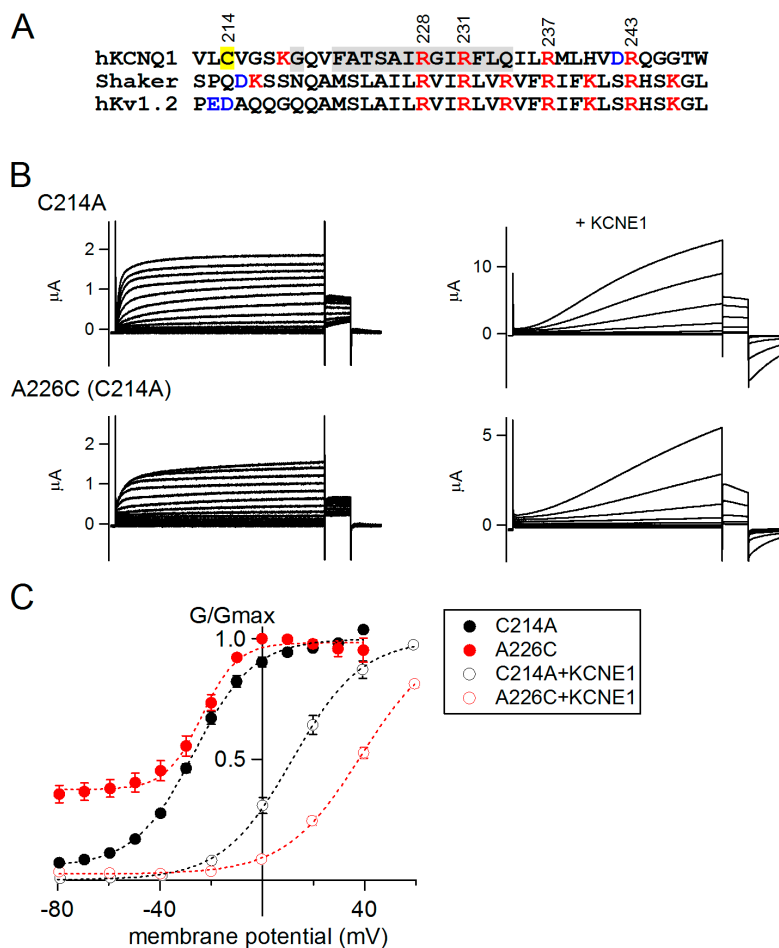 A
214 228 231 237 243
hKCNQ1 VLCVGSKGQVFATSAIRGIRFLQILRMLHVDRQGGTW
Shaker SPQDKSSNQAMSLAILRVIRLVRVFRIFKLSRHSKGL
hKv1.2 PEDAQQGQQAMSLAILRVIRLVRVFRIFKLSRHSKGL
B
C214A
+ KCNE1
2
1
0
µA
10
0
µA
A226C (C214A)
2
1
0
µA
5
0
µA
C
G/Gmax
1.0
0.5
C214A
A226C
C214A+KCNE1
A226C+KCNE1
-80 -40 0 40
membrane potential (mV)